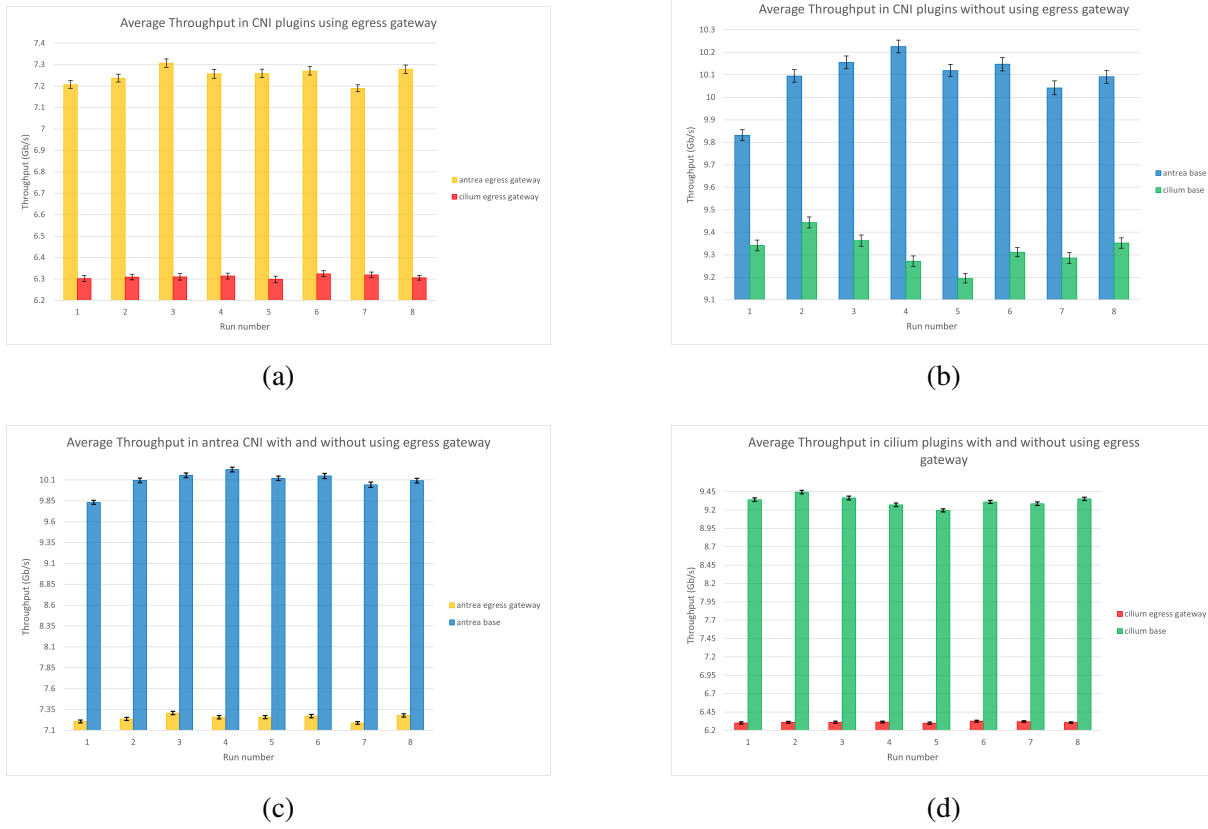 Average Throughput in CNI plugins using egress gateway
7.4
7.3
7.2
7.1
7
6.9
6.8
6.7
6.6
6.5
6.4
6.3
6.2
Throughput (Gb/s)
1 2 3 4 5 6 7 8
Run number
antrea egress gateway
cilium egress gateway
(a)
Average Throughput in CNI plugins without using egress gateway
10.3
10.2
10.1
10
9.9
9.8
9.7
9.6
9.5
9.4
9.3
9.2
9.1
Throughput (Gb/s)
1 2 3 4 5 6 7 8
Run number
antrea base
cilium base
(b)
Average Throughput in antrea CNI with and without using egress gateway
10.1
9.85
9.6
9.35
9.1
8.85
8.6
8.35
8.1
7.85
7.6
7.35
7.1
Throughput (Gb/s)
1 2 3 4 5 6 7 8
Run number
antrea egress gateway
antrea base
(c)
Average Throughput in cilium plugins with and without using egress
gateway
9.45
9.2
8.95
8.7
8.45
8.2
7.95
7.7
7.45
7.2
6.95
6.7
6.45
6.2
Throughput (Gb/s)
1 2 3 4 5 6 7 8
Run number
cilium egress gateway
cilium base
(d)